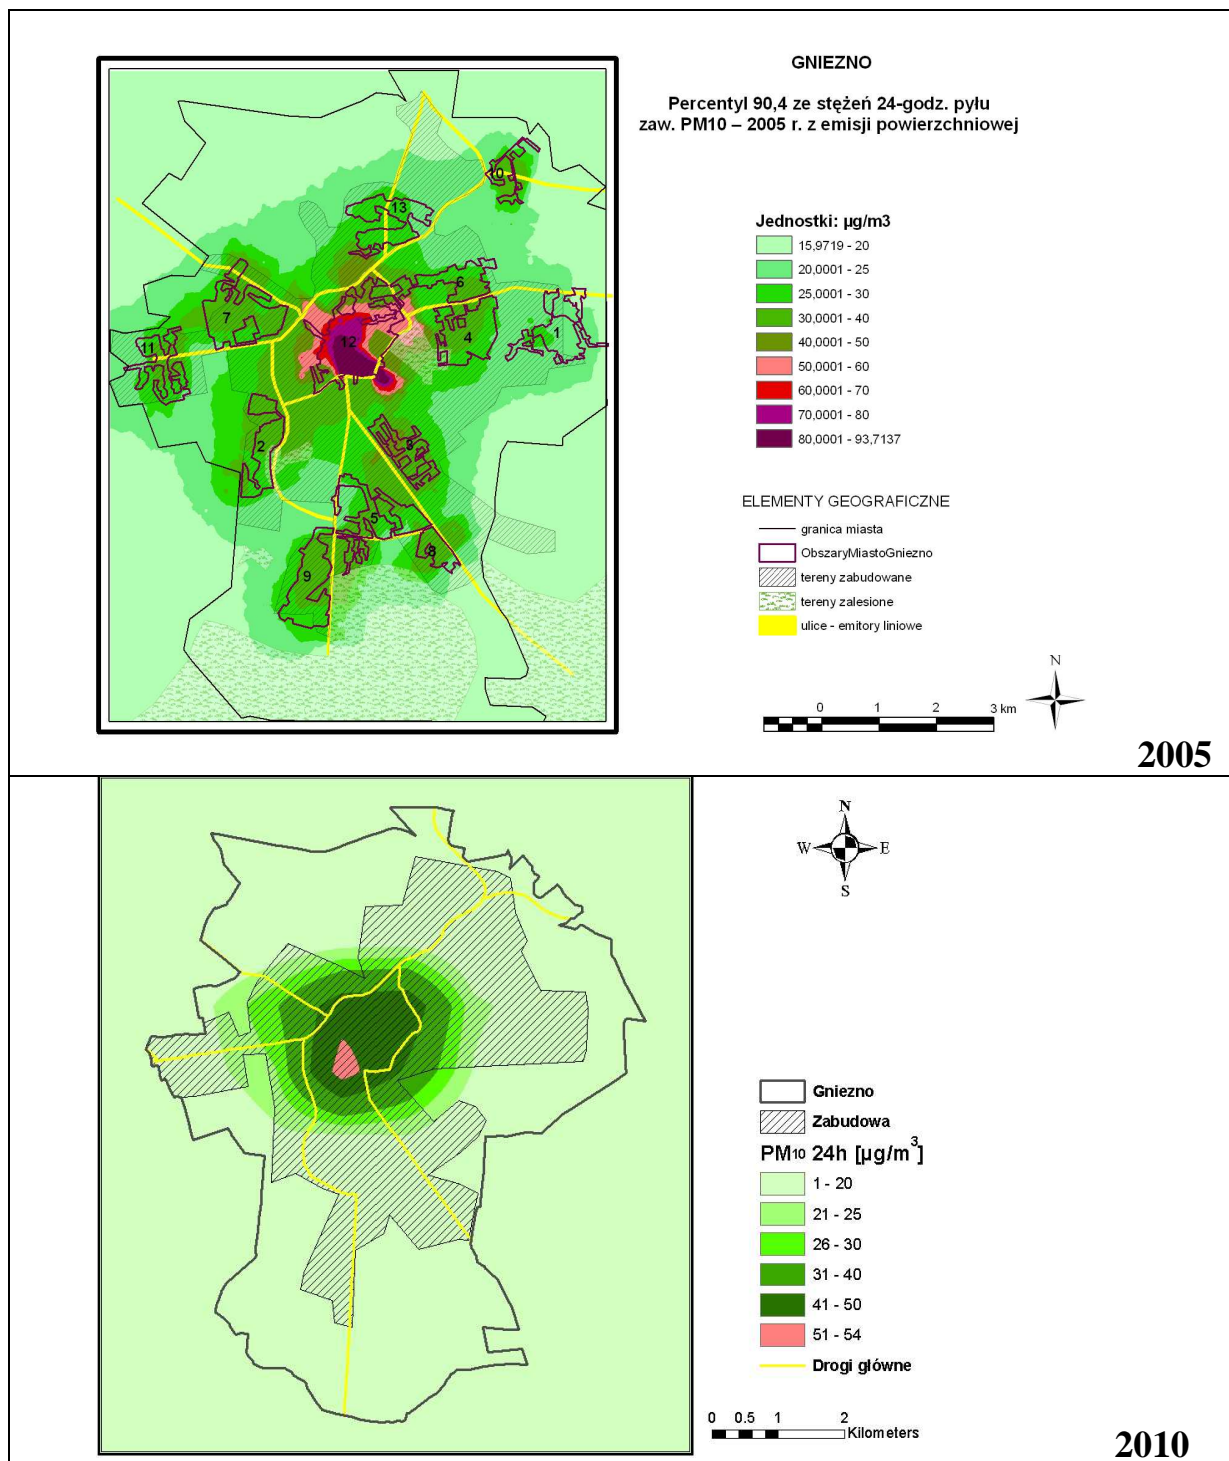 GNIEZNO
Percentyl 90,4 ze stężeń 24-godz. pyłu
zaw. PM10 – 2005 r. z emisji powierzchniowej
10
13
6
7
12
4
1
11
2
3
5
8
9
Jednostki: µg/m3
15,9719 - 20
20,0001 - 25
25,0001 - 30
30,0001 - 40
40,0001 - 50
50,0001 - 60
60,0001 - 70
70,0001 - 80
80,0001 - 93,7137
ELEMENTY GEOGRAFICZNE
granica miasta
ObszaryMiastoGniezno
tereny zabudowane
tereny zalesione
ulice - emitory liniowe
N
0 1 2 3 km
2005
N
W E
S
Gniezno
Zabudowa
PM10 24h [µg/m3]
1 - 20
21 - 25
26 - 30
31 - 40
41 - 50
51 - 54
Drogi główne
0 0.5 1 2
Kilometers
2010